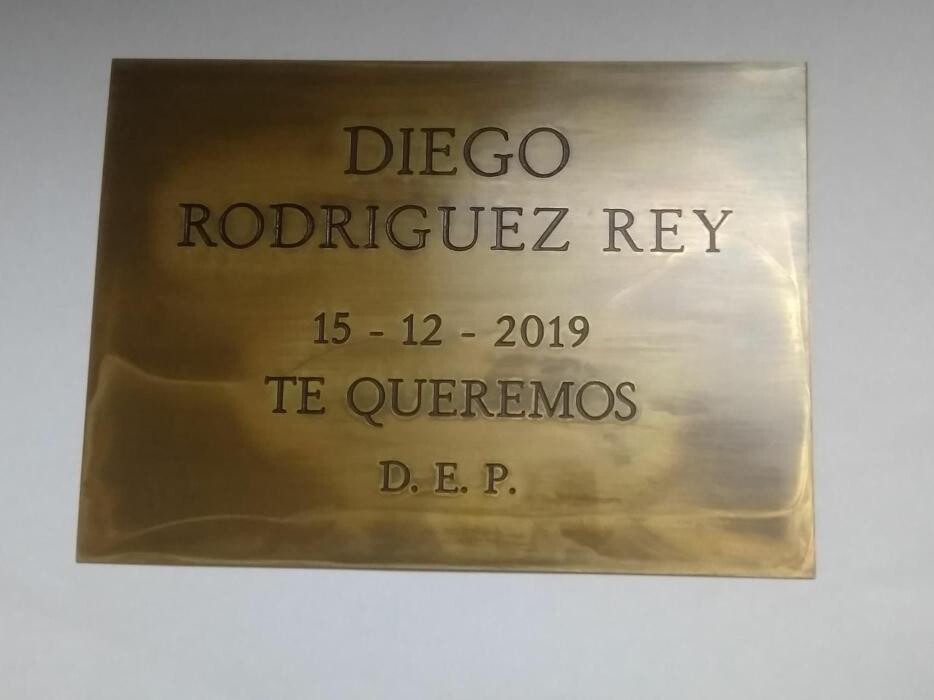 DIEGO
RODRIGUEZ REY
15 - 12 - 2019
TE QUEREMOS
D. E. P.